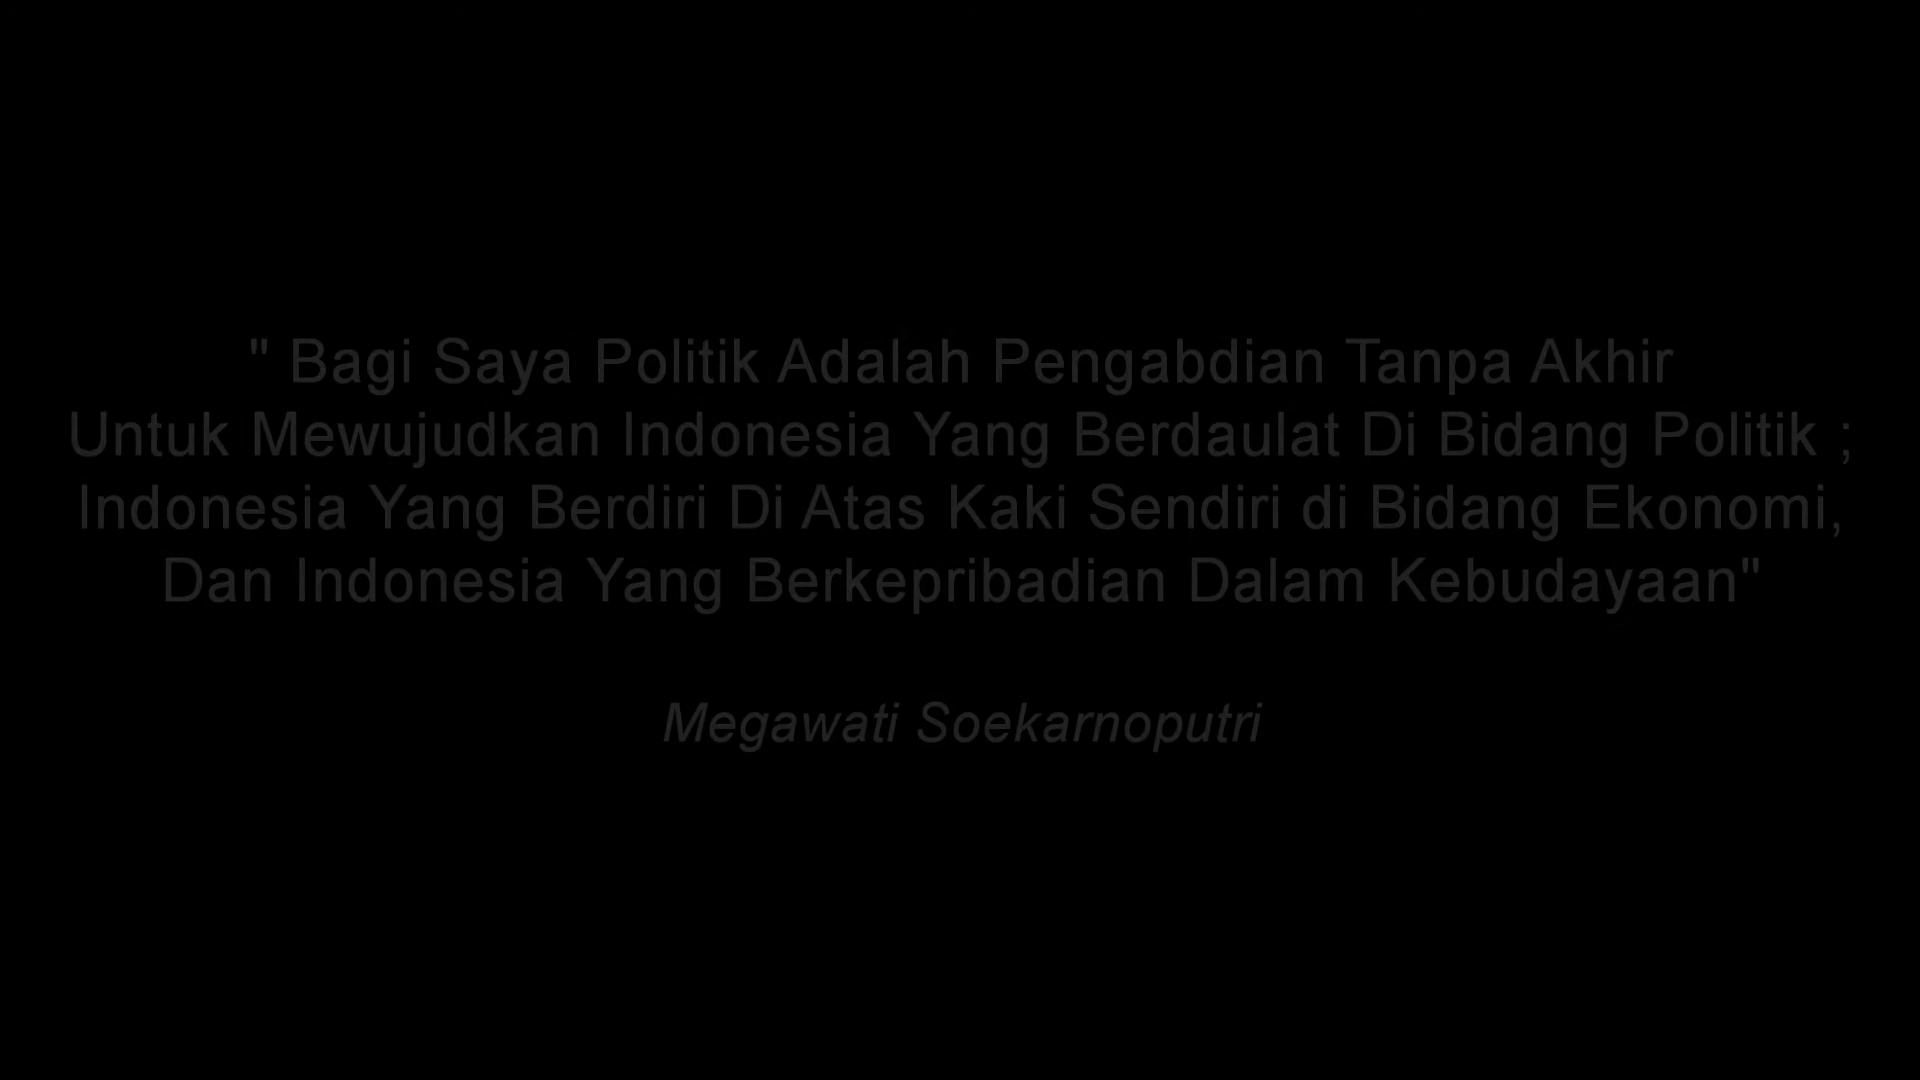 " Bagi Saya Politik Adalah Pengabdian Tanpa Akhir
Untuk Mewujudkan Indonesia Yang Berdaulat Di Bidang Politik ;
Indonesia Yang Berdiri Di Atas Kaki Sendiri di Bidang Ekonomi,
Dan Indonesia Yang Berkepribadian Dalam Kebudayaan"
Megawati Soekarnoputri